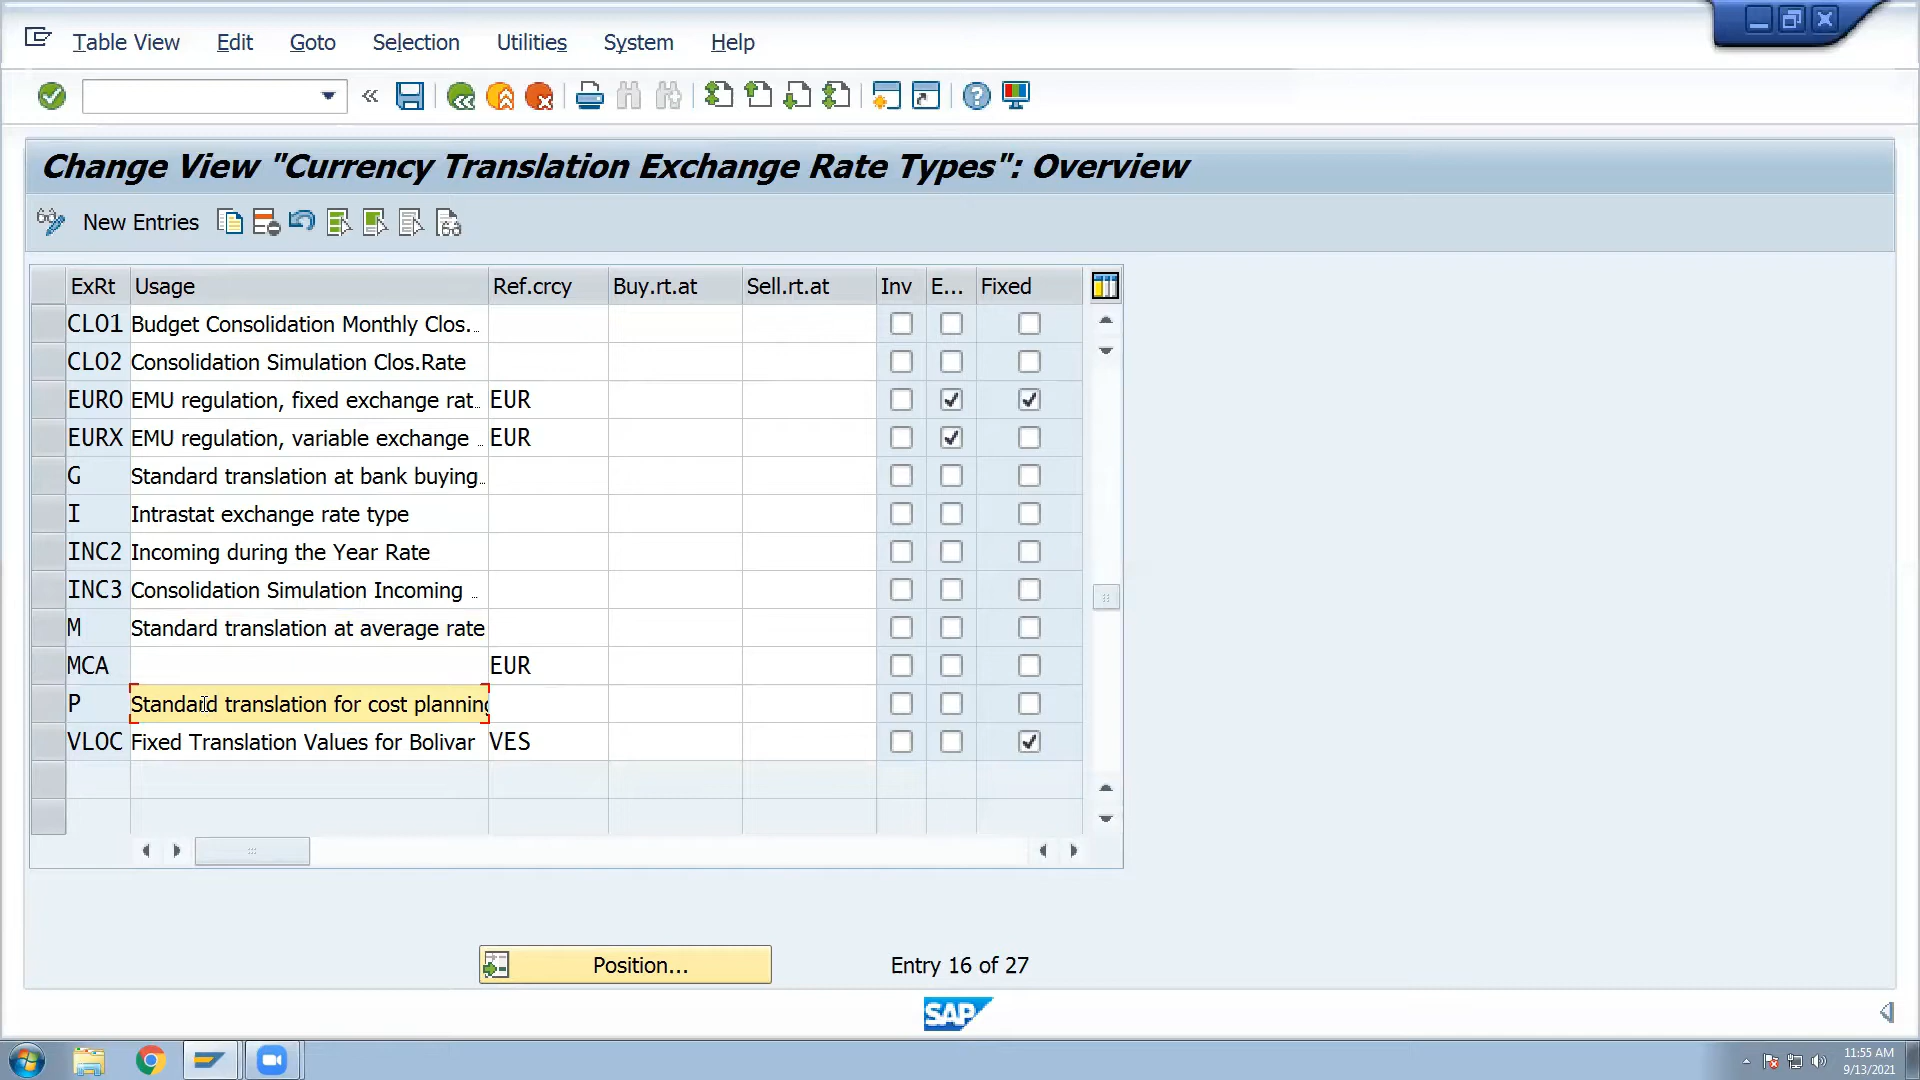 Table View Edit Goto Selection Utilities System Help
Change View "Currency Translation Exchange Rate Types": Overview
New Entries
ExRt Usage Ref.crcy Buy.rt.at Sell.rt.at Inv E... Fixed
CLO1 Budget Consolidation Monthly Clos...
CLO2 Consolidation Simulation Clos.Rate
EURO EMU regulation, fixed exchange rat... EUR
EURX EMU regulation, variable exchange ... EUR
G Standard translation at bank buying...
I Intrastat exchange rate type
INC2 Incoming during the Year Rate
INC3 Consolidation Simulation Incoming ...
M Standard translation at average rate
MCA EUR
P Standard translation for cost planning
VLOC Fixed Translation Values for Bolivar VES
Position... Entry 16 of 27
SAP
11:55 AM
9/13/2021